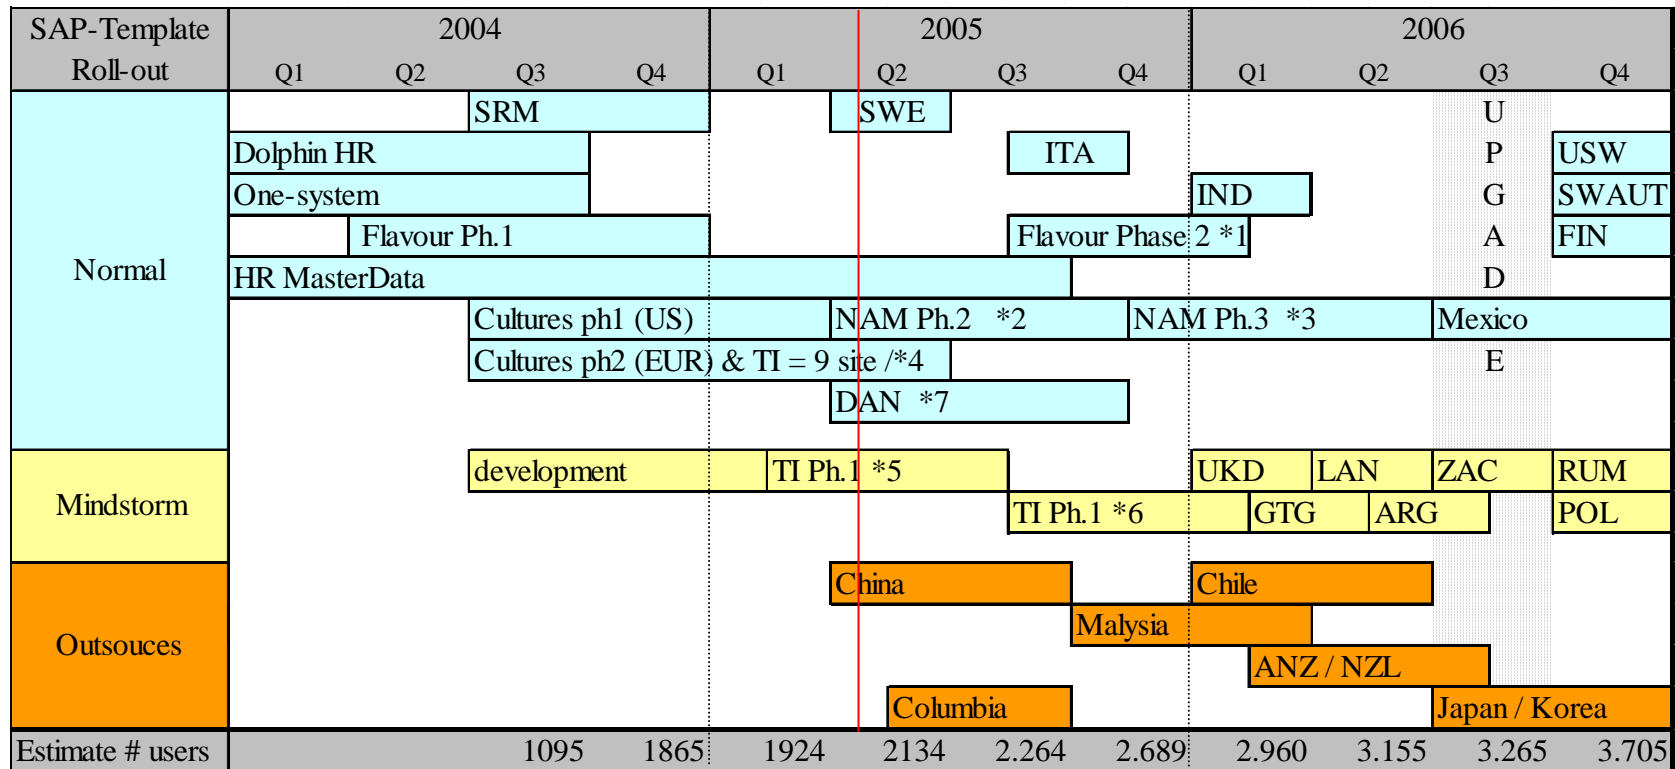 SAP-Template 2004 2005 2006
Roll-out Q1 Q2 Q3 Q4 Q1 Q2 Q3 Q4 Q1 Q2 Q3 Q4
SRM SWE U
Dolphin HR ITA P USW
One-system IND G SWAUT
Flavour Ph.1 Flavour Phase 2 *1 A FIN
Normal HR MasterData D
Cultures ph1 (US) NAM Ph.2 *2 NAM Ph.3 *3 Mexico
Cultures ph2 (EUR) & TI = 9 site /*4 E
DAN *7
development TI Ph.1 *5 UKD LAN ZAC RUM
Mindstorm TI Ph.1 *6 GTG ARG POL
China Chile
Malysia
Outsouces ANZ / NZL
Columbia Japan / Korea
Estimate # users 1095 1865 1924 2134 2.264 2.689 2.960 3.155 3.265 3.705